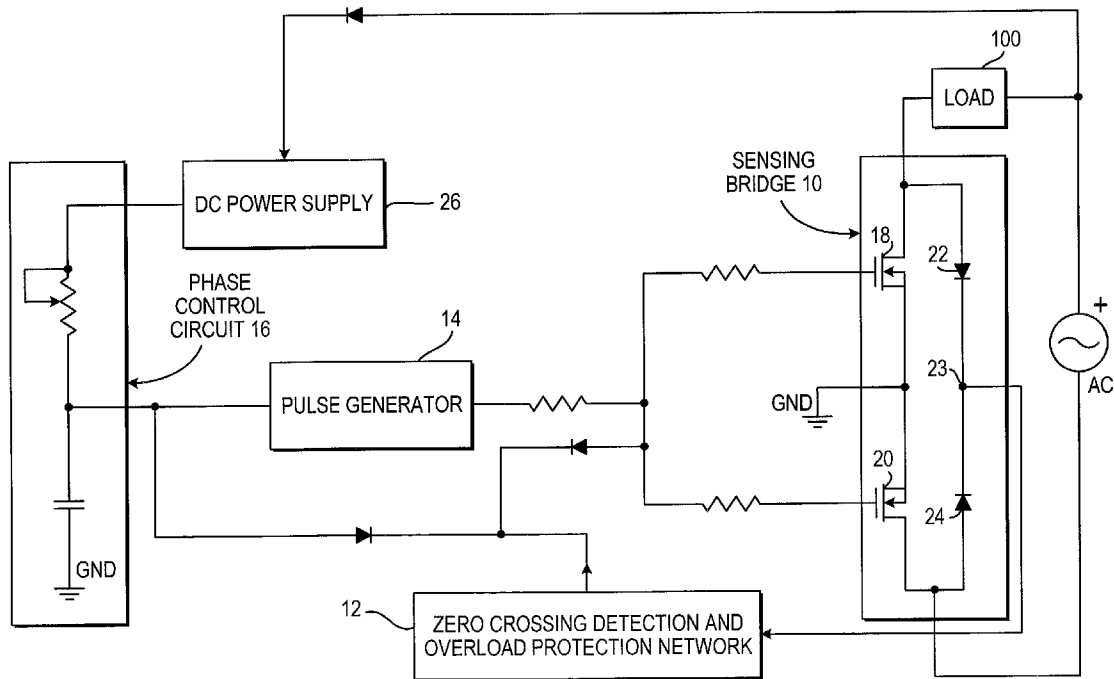 100
LOAD
SENSING
BRIDGE 10
DC POWER SUPPLY
26
18
22
PHASE
CONTROL
CIRCUIT 16
+
14
23
AC
PULSE GENERATOR
GND
20
24
GND
12
ZERO CROSSING DETECTION AND
OVERLOAD PROTECTION NETWORK